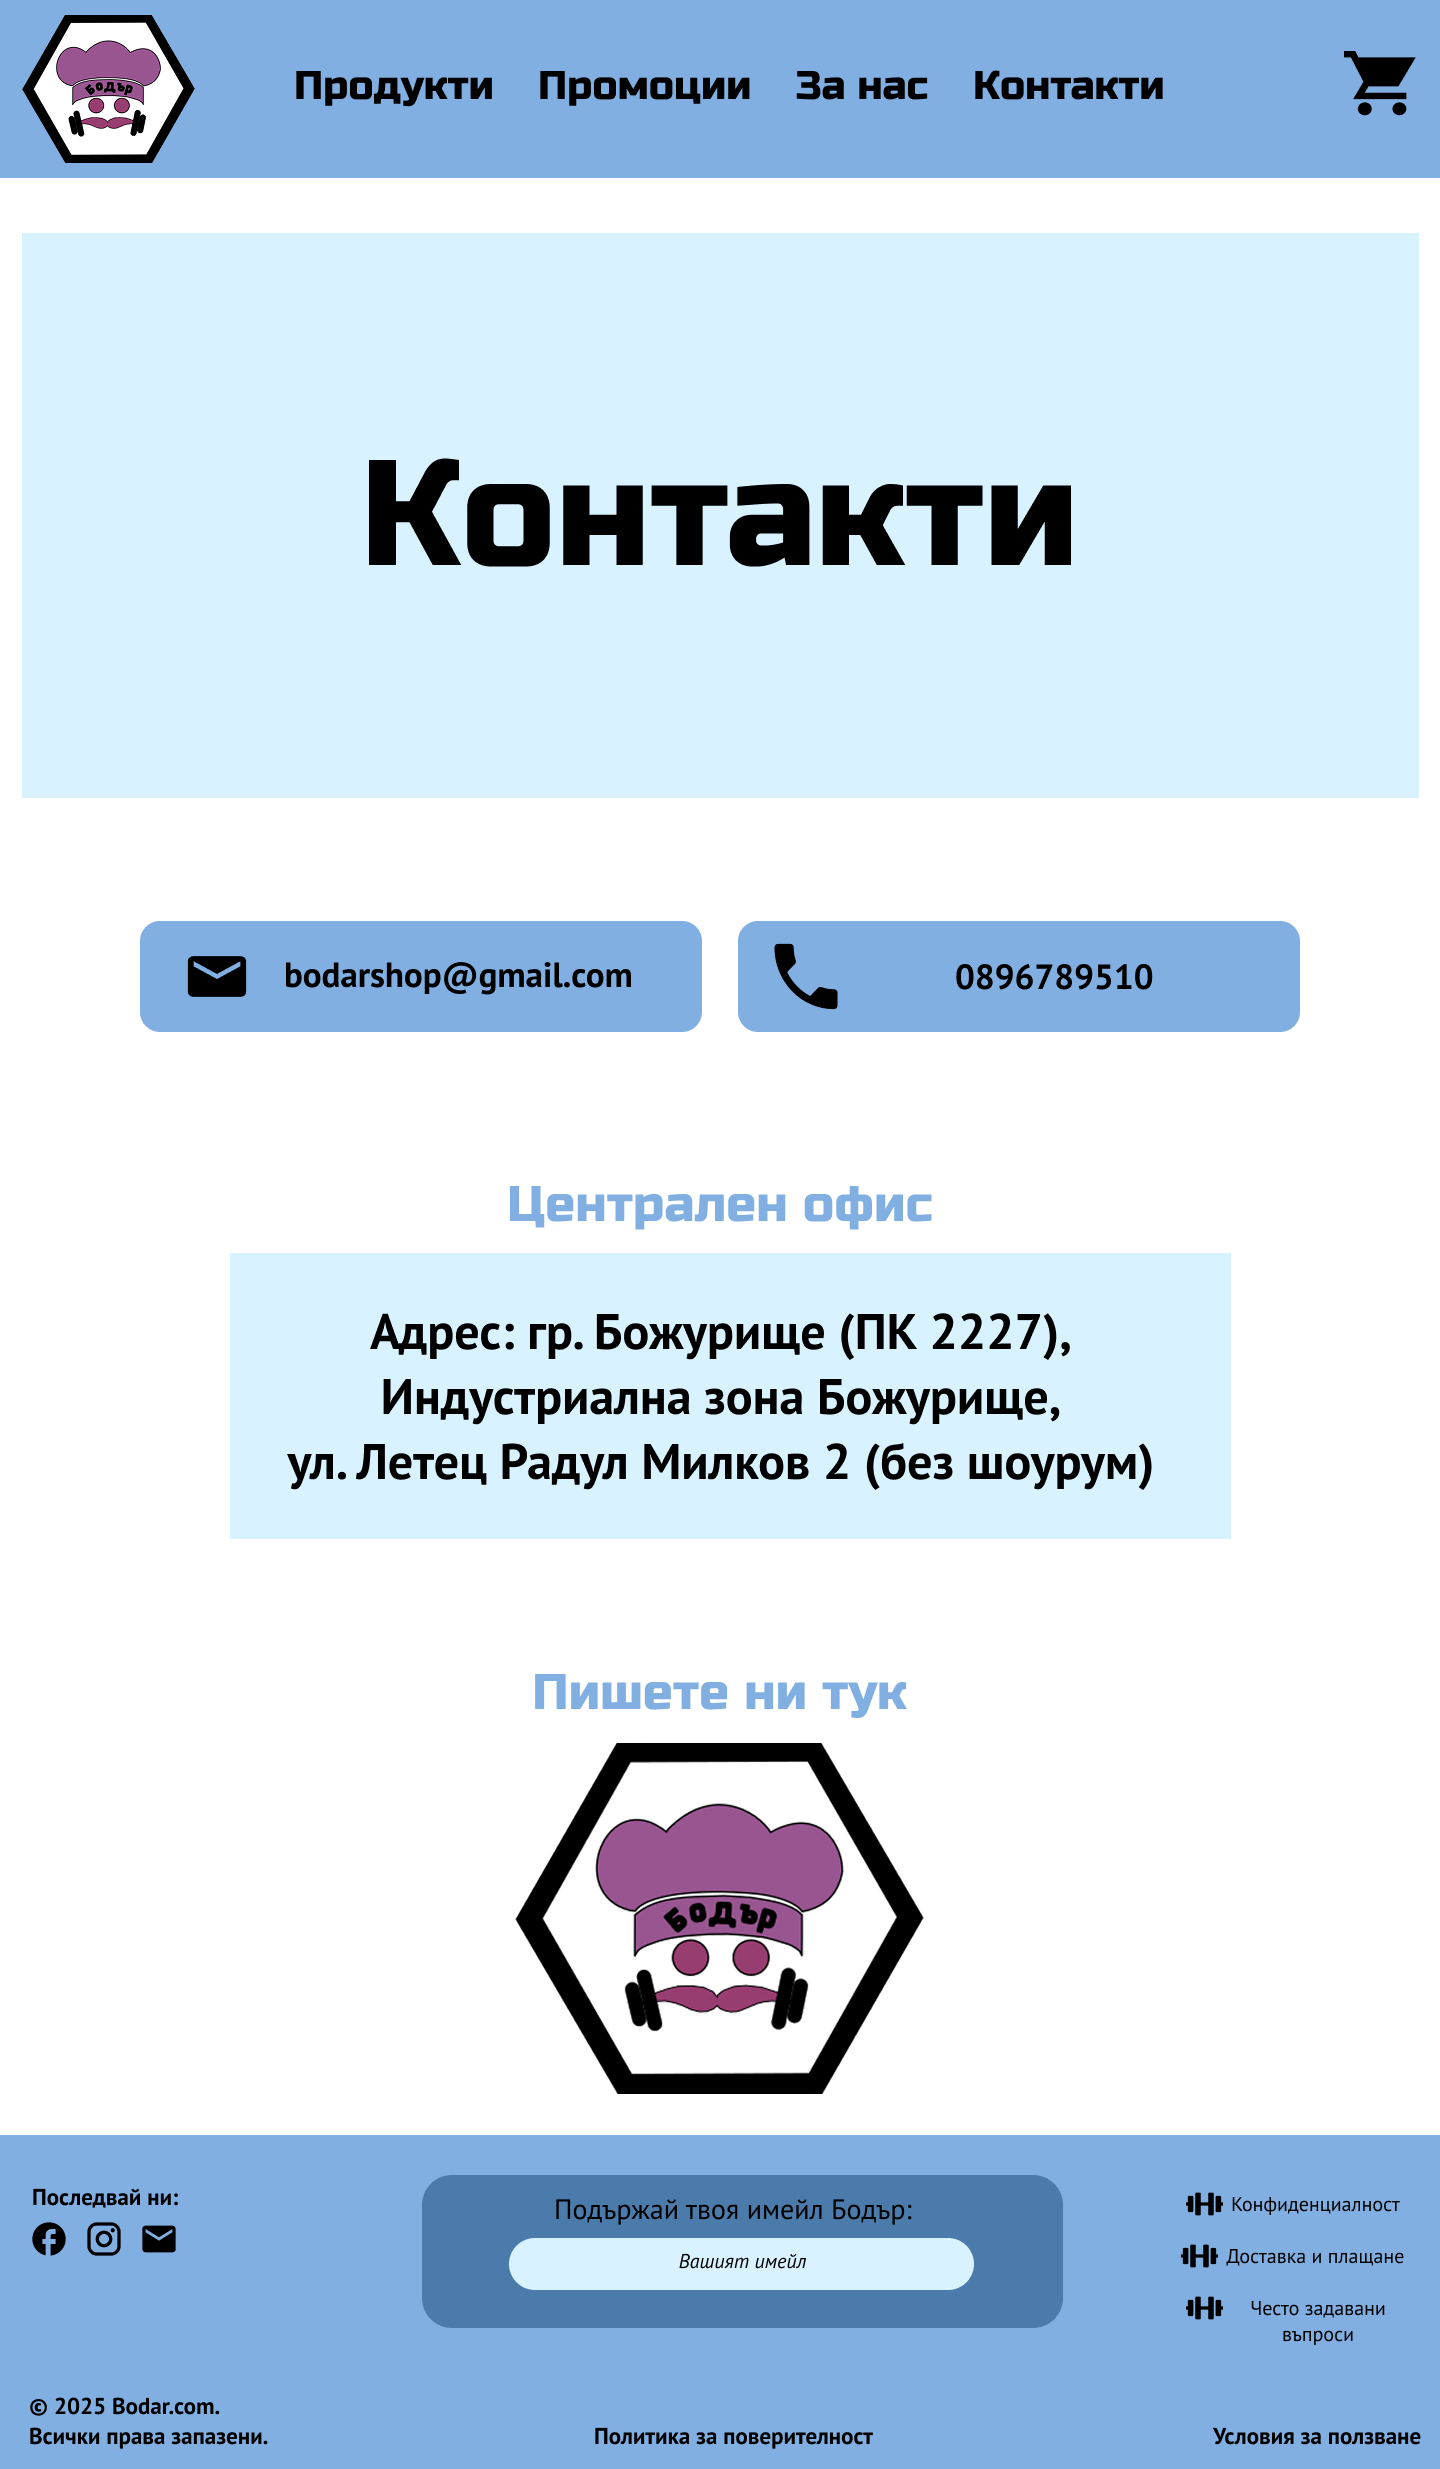 Бодър
Продукти Промоции За нас Контакти
Контакти
bodarshop@gmail.com
0896789510
Централен офис
Адрес: гр. Божурище (ПК 2227),
Индустриална зона Божурище,
ул. Летец Радул Милков 2 (без шоурум)
Пишете ни тук
Бодър
Последвай ни:
Подържай твоя имейл Бодър:
Вашият имейл
Конфиденциалност
Доставка и плащане
Често задавани
въпроси
© 2025 Bodar.com.
Всички права запазени.
Политика за поверителност
Условия за ползване